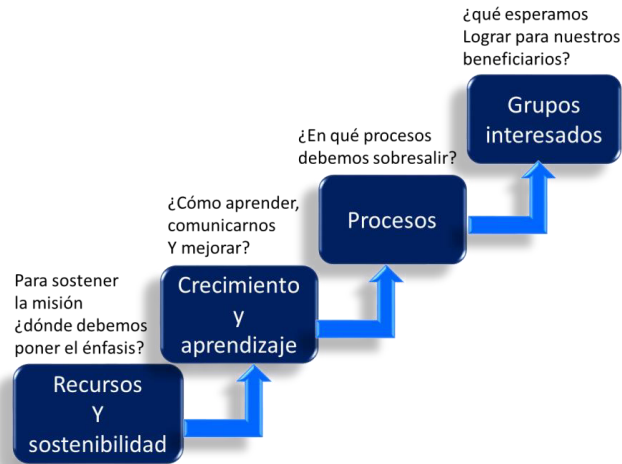 ¿qué esperamos
Lograr para nuestros
beneficiarios?
Grupos
interesados
¿En qué procesos
debemos sobresalir?
Procesos
¿Cómo aprender,
comunicarnos
Y mejorar?
Crecimiento
y
aprendizaje
Para sostener
la misión
¿dónde debemos
poner el énfasis?
Recursos
Y
sostenibilidad